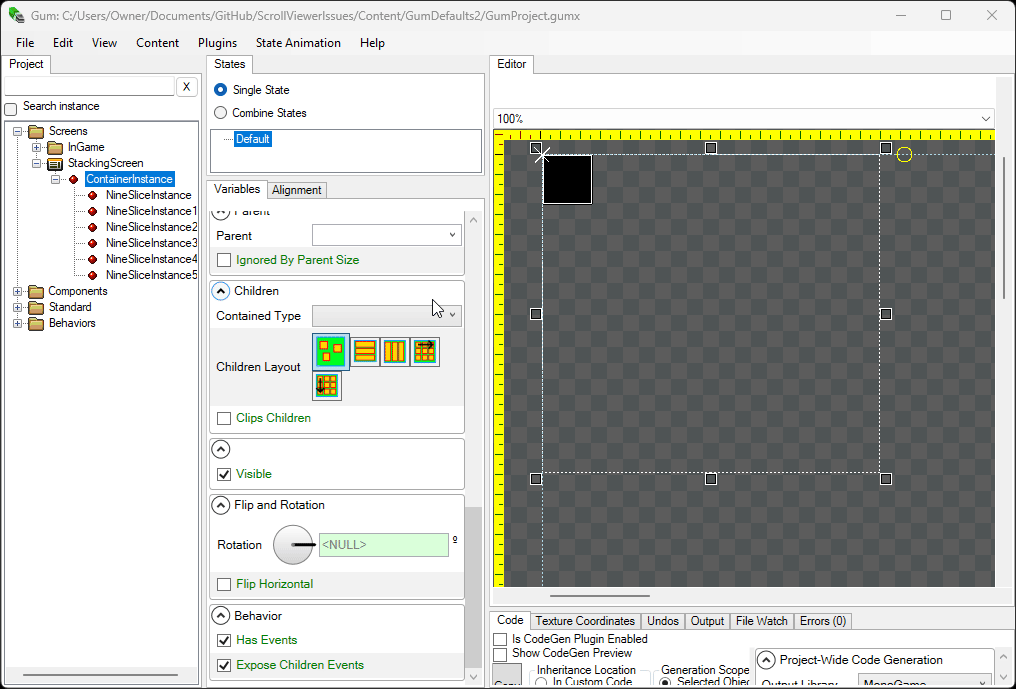 Gum: C:/Users/Owner/Documents/GitHub/ScrollViewerIssues/Content/GumDefaults2/GumProject.gumx
File Edit View Content Plugins State Animation Help
Project
X
Search instance
Screens
InGame
StackingScreen
ContainerInstance
NineSliceInstance
NineSliceInstance1
NineSliceInstance2
NineSliceInstance3
NineSliceInstance4
NineSliceInstance5
Components
Standard
Behaviors
States
Single State
Combine States
Default
Variables Alignment
Parent
Parent
Ignored By Parent Size
Children
Contained Type
Children Layout
Clips Children
Visible
Flip and Rotation
Rotation <NULL> º
Flip Horizontal
Behavior
Has Events
Expose Children Events
Editor
100%
Code Texture Coordinates Undos Output File Watch Errors (0)
Is CodeGen Plugin Enabled
Show CodeGen Preview
Inheritance Location
In Custom Code
Generation Scope
Selected Objec
Project-Wide Code Generation
Output Library MonoGame